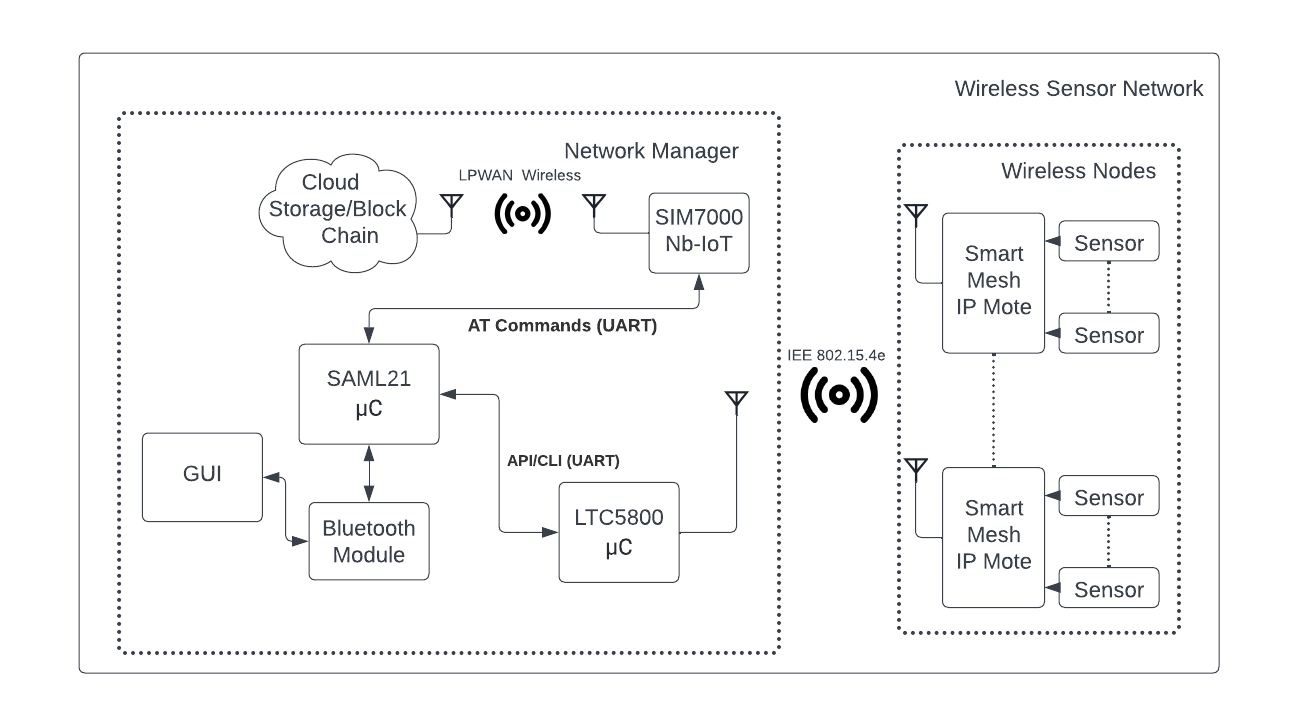 Wireless Sensor Network
Network Manager
Cloud
Storage/Block
Chain
LPWAN Wireless
SIM7000
Nb-IoT
AT Commands (UART)
SAML21
µC
GUI
Bluetooth
Module
API/CLI (UART)
LTC5800
µC
IEE 802.15.4e
Wireless Nodes
Smart
Mesh
IP Mote
Sensor
Sensor
Smart
Mesh
IP Mote
Sensor
Sensor